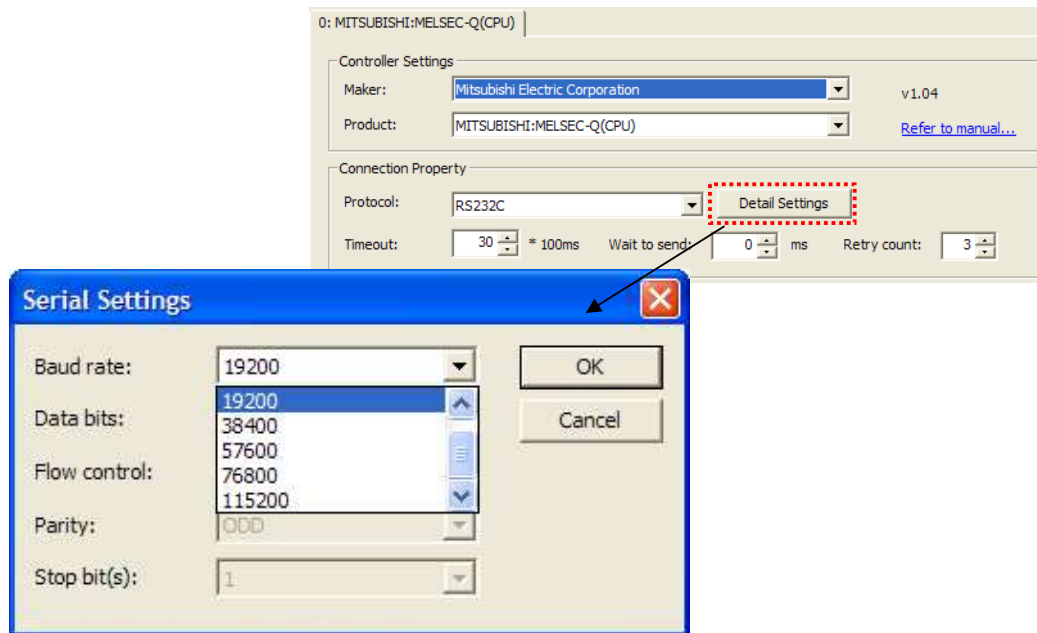 0: MITSUBISHI:MELSEC-Q(CPU)
Controller Settings
Maker: Mitsubishi Electric Corporation v1.04
Product: MITSUBISHI:MELSEC-Q(CPU) Refer to manual...
Connection Property
Protocol: RS232C Detail Settings
Timeout: 30 * 100ms Wait to send: 0 ms Retry count: 3
Serial Settings
Baud rate: 19200 OK
19200
Data bits: 38400 Cancel
57600
Flow control: 76800
115200
Parity: ODD
Stop bit(s): 1